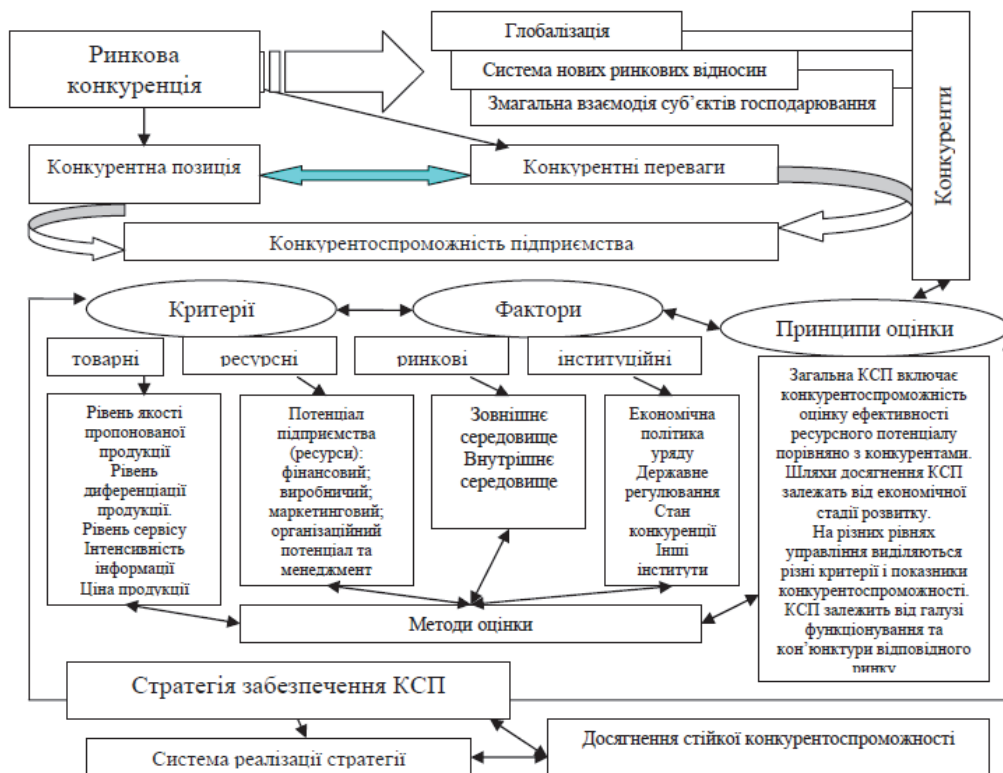 Ринкова
конкуренція
Глобалізація
Система нових ринкових відносин
Змагальна взаємодія суб’єктів господарювання
Конкуренти
Конкурентна позиція
Конкурентні переваги
Конкурентоспроможність підприємства
Критерії
Фактори
Принципи оцінки
товарні
ресурсні
ринкові
інституційні
Рівень якості
пропонованої
продукції
Рівень
диференціації
продукції.
Рівень сервісу
Інтенсивність
інформації
Ціна продукції
Потенціал
підприємства
(ресурси):
фінансовий;
виробничий;
маркетинговий;
організаційний
потенціал та
менеджмент
Зовнішнє
середовище
Внутрішнє
середовище
Економічна
політика
уряду
Державне
регулювання
Стан
конкуренції
Інші
інститути
Загальна КСП включає
конкурентоспроможність
оцінку ефективності
ресурсного потенціалу
порівняно з конкурентами.
Шляхи досягнення КСП
залежать від економічної
стадії розвитку.
На різних рівнях
управління виділяються
різні критерії і показники
конкурентоспроможності.
КСП залежить від галузі
функціонування та
кон’юнктури відповідного
ринку
Методи оцінки
Стратегія забезпечення КСП
Система реалізації стратегії
Досягнення стійкої конкурентоспроможності